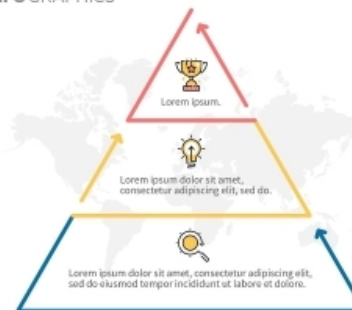 OGRAPHICS
Lorem ipsum.
Lorem ipsum dolor sit amet,
consectetur adipiscing elit, sed do.
Lorem ipsum dolor sit amet, consectetur adipiscing elit,
sed do eiusmod tempor incididunt ut labore et dolore.